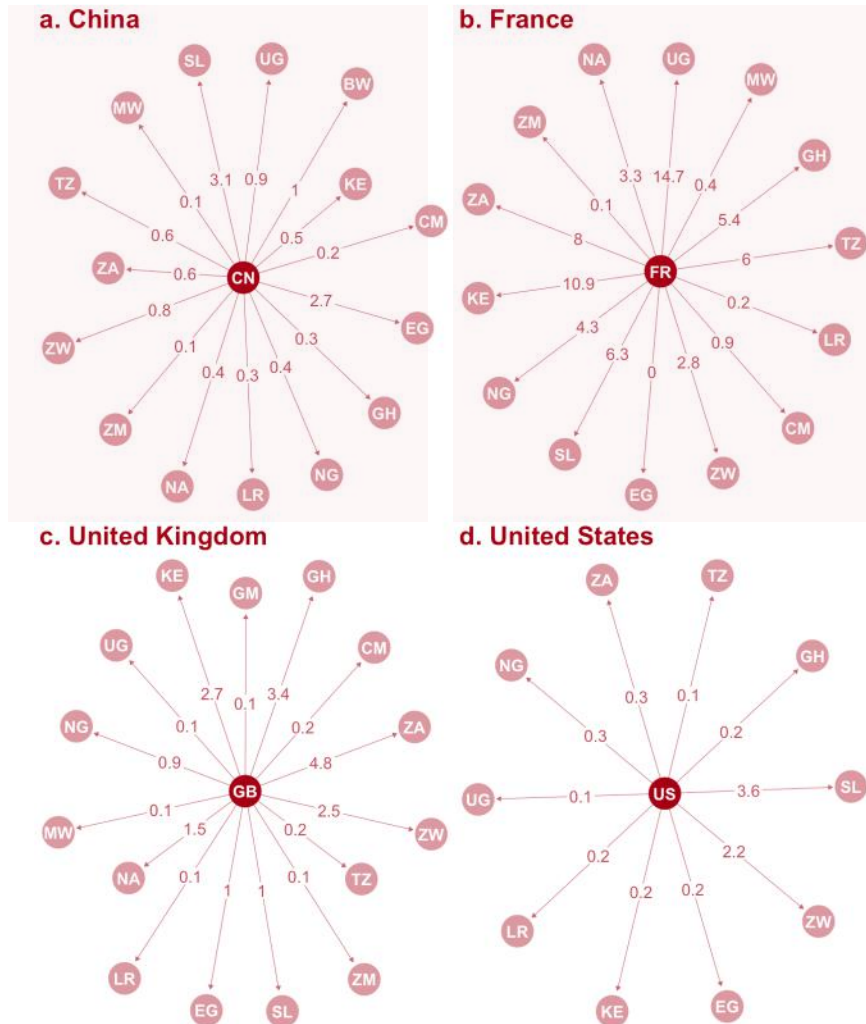 a. China
SL
UG
BW
MW
TZ
KE
CM
3.1
0.9
1
0.1
0.5
0.6
0.2
ZA
0.6
CN
2.7
EG
ZW
0.8
0.3
0.1
0.4
0.3
0.4
GH
ZM
NA
LR
NG
b. France
NA
UG
MW
ZM
GH
ZA
TZ
3.3
14.7
0.4
5.4
0.1
8
6
KE
10.9
FR
0.2
LR
4.3
0.9
6.3
0
2.8
NG
CM
SL
EG
ZW
c. United Kingdom
KE
GM
GH
UG
CM
NG
ZA
2.7
0.1
3.4
0.1
0.2
0.9
4.8
GB
MW
0.1
2.5
ZW
1.5
0.2
NA
TZ
0.1
1
1
0.1
LR
EG
SL
ZM
d. United States
ZA
TZ
NG
GH
0.3
0.1
0.3
0.2
UG
0.1
US
3.6
SL
0.2
2.2
0.2
0.2
LR
ZW
KE
EG